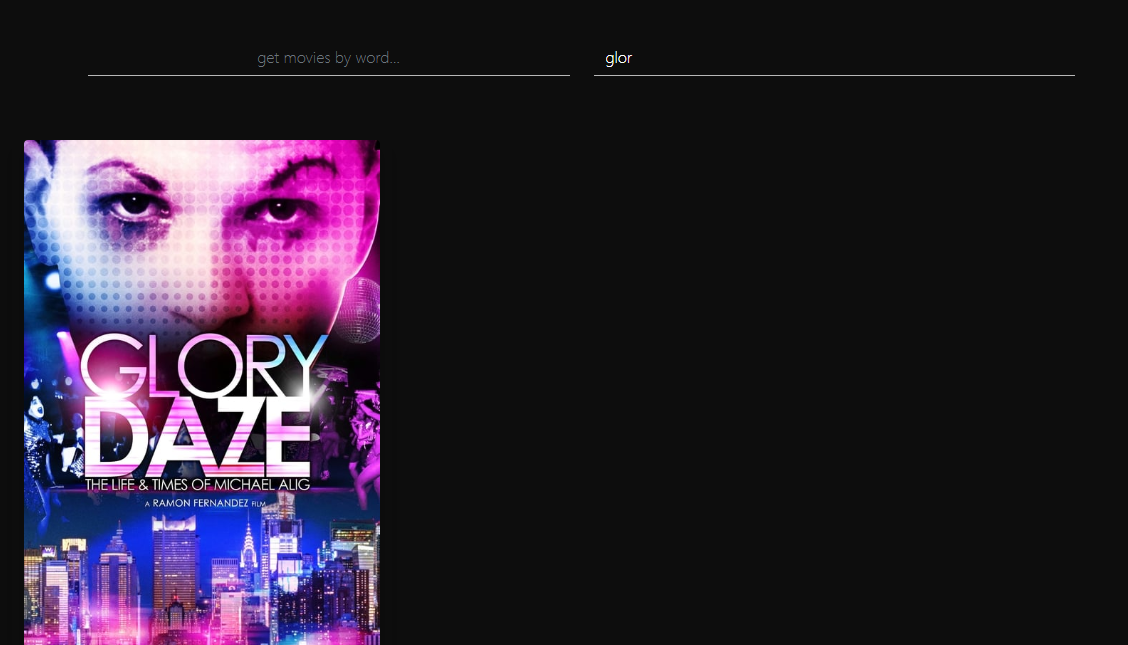 get movies by word...
glor
GLORY
DAZE
THE LIFE & TIMES OF MICHAEL ALIG
A RAMON FERNANDEZ FILM